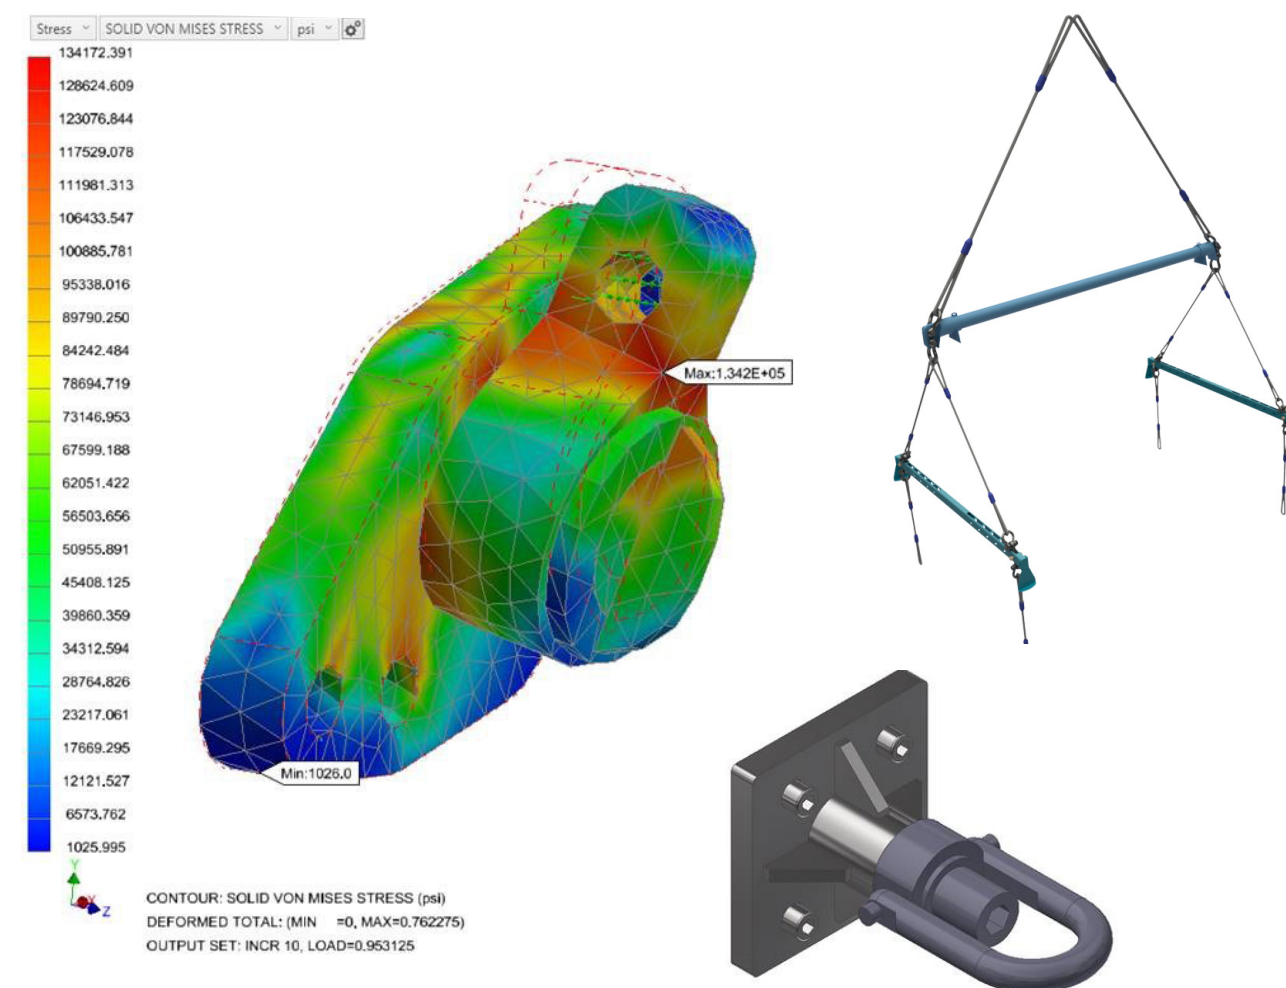 Stress SOLID VON MISES STRESS psi
134172.391
128624.609
123076.844
117529.078
111981.313
106433.547
100885.781
95338.016
89790.250
84242.484
78694.719
73146.953
67599.188
62051.422
56503.656
50955.891
45408.125
39860.359
34312.594
28764.826
23217.061
17669.295
12121.527
6573.762
1025.995
Max:1.342E+05
Min:1026.0
Y
X
Z
CONTOUR: SOLID VON MISES STRESS (psi)
DEFORMED TOTAL: (MIN =0, MAX=0.762275)
OUTPUT SET: INCR 10, LOAD=0.953125